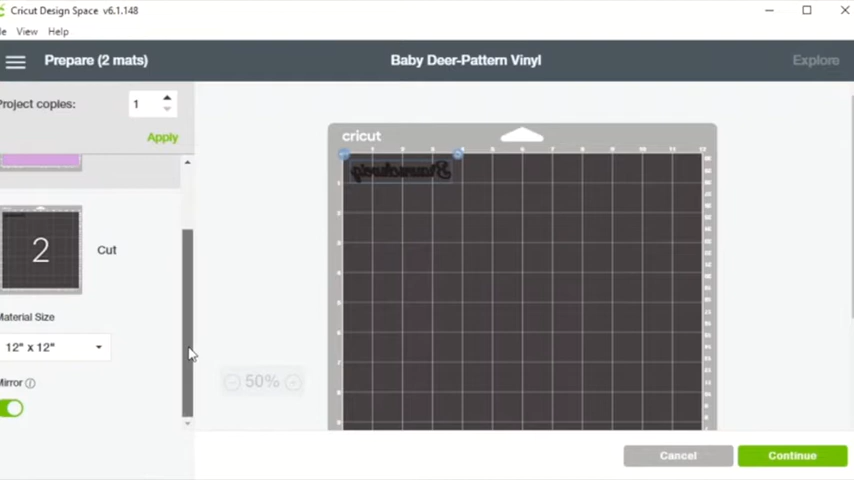 Cricut Design Space v6.1.148
View Help
Prepare (2 mats)
Baby Deer-Pattern Vinyl
Explore
Project copies:
1
Apply
cricut
2
Cut
Material Size
12" x 12"
Mirror
50%
Cancel
Continue